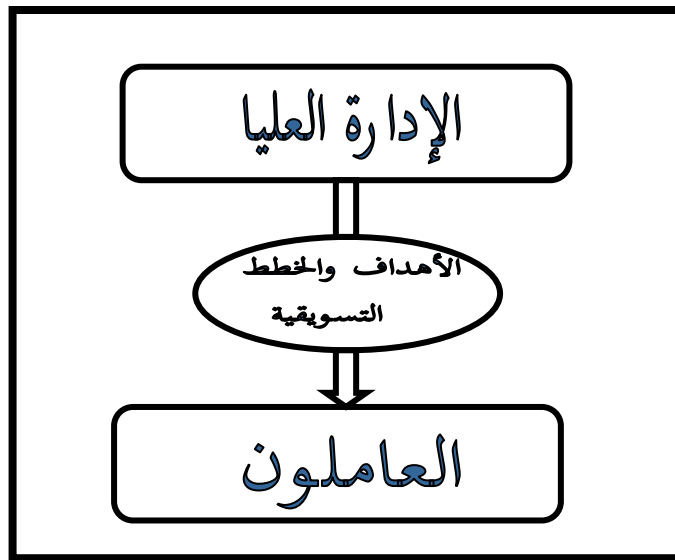 الإدارة العليا
الأهداف والخطط
التسويقية
العاملون